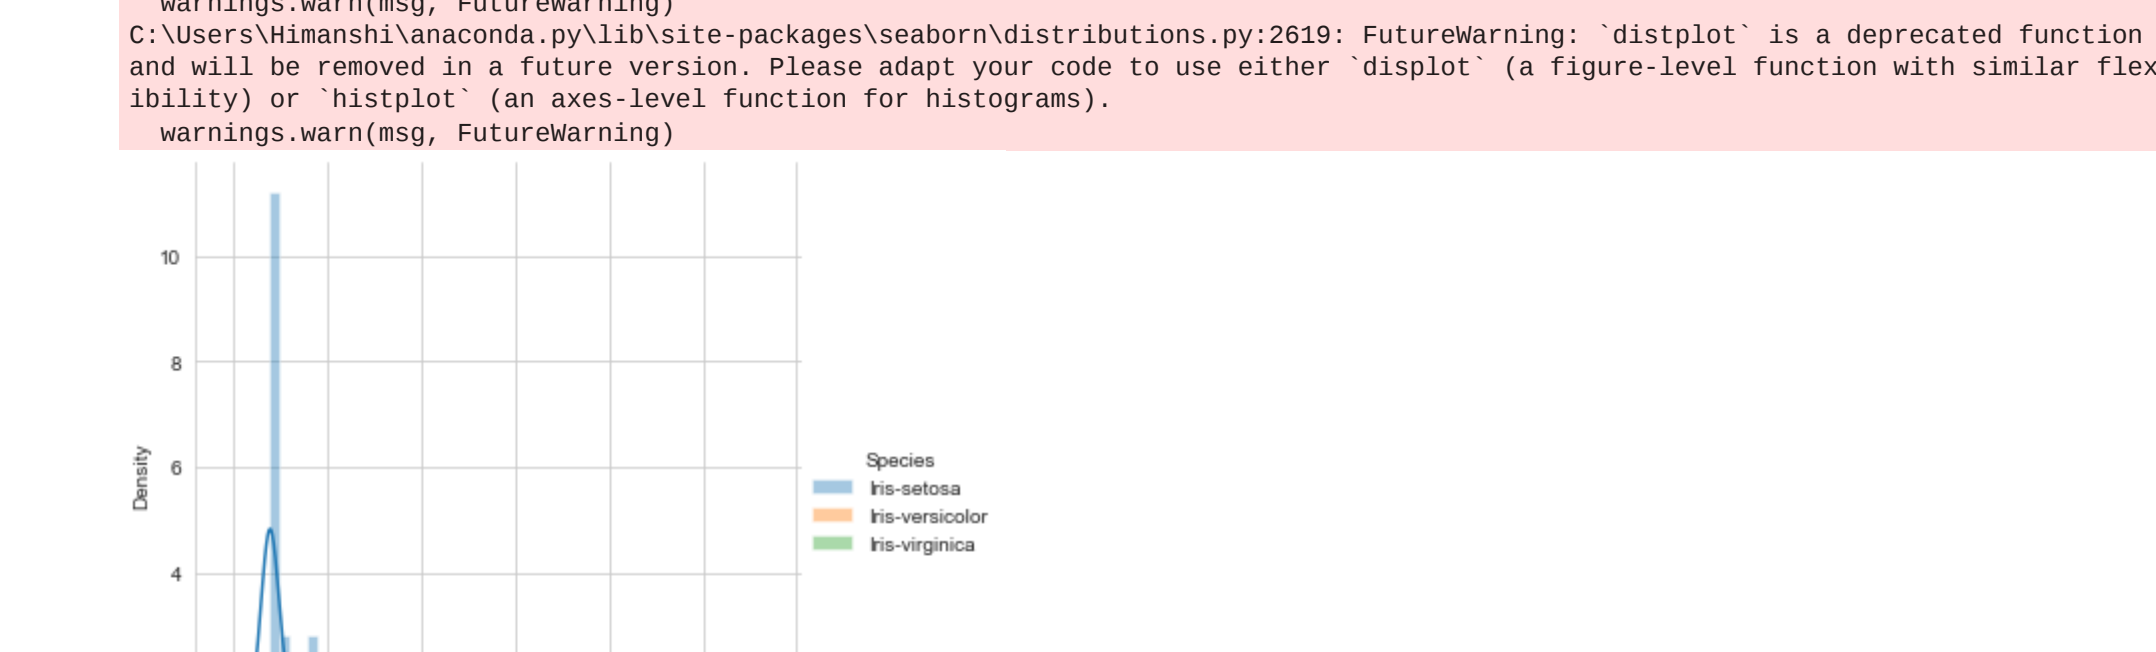 warnings.warn(msg, FutureWarning)
C:\Users\Himanshi\anaconda.py\lib\site-packages\seaborn\distributions.py:2619: FutureWarning: `distplot` is a deprecated function
and will be removed in a future version. Please adapt your code to use either `displot` (a figure-level function with similar flex
ibility) or `histplot` (an axes-level function for histograms).
warnings.warn(msg, FutureWarning)
10
8
6
4
Density
Species
Iris-setosa
Iris-versicolor
Iris-virginica